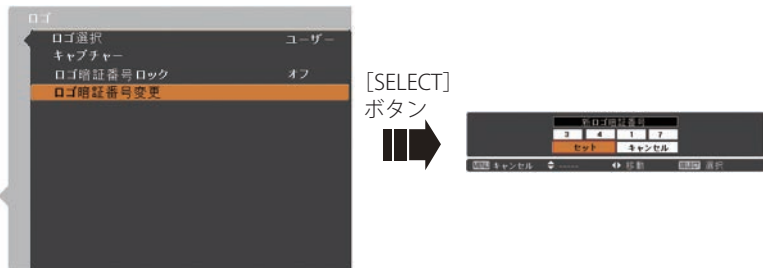 ロゴ
ロゴ選択 ユーザー
キャプチャー
ロゴ暗証番号ロック オフ
ロゴ暗証番号変更
[SELECT]
ボタン
新ロゴ暗証番号
3 4 1 7
セット キャンセル
MENU キャンセル ----- 移動 SELECT 選択